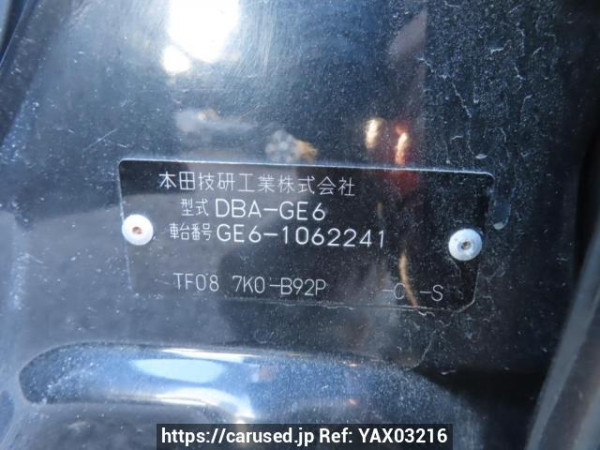 本田技研工業株式会社
型式 DBA-GE6
車台番号 GE6-1062241
TF08 7K0-B92P -C -S
https://carused.jp Ref: YAX03216